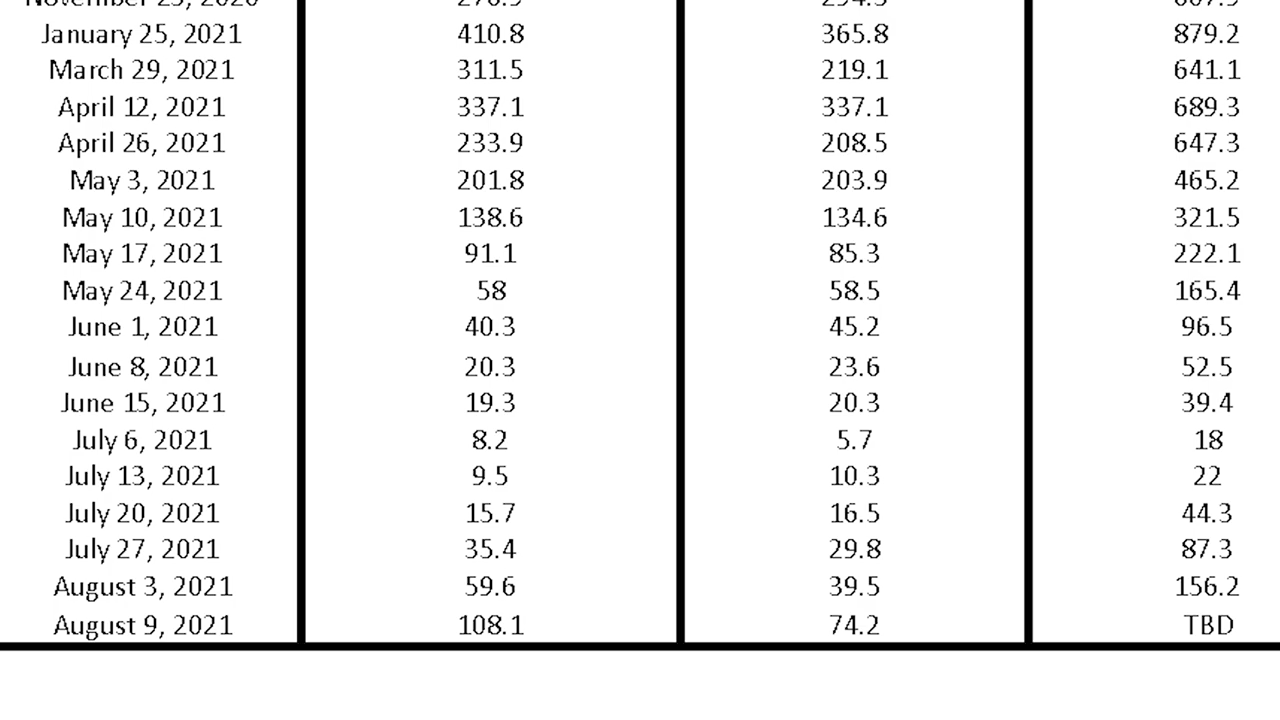 January 25, 2021 410.8 365.8 879.2
March 29, 2021 311.5 219.1 641.1
April 12, 2021 337.1 337.1 689.3
April 26, 2021 233.9 208.5 647.3
May 3, 2021 201.8 203.9 465.2
May 10, 2021 138.6 134.6 321.5
May 17, 2021 91.1 85.3 222.1
May 24, 2021 58 58.5 165.4
June 1, 2021 40.3 45.2 96.5
June 8, 2021 20.3 23.6 52.5
June 15, 2021 19.3 20.3 39.4
July 6, 2021 8.2 5.7 18
July 13, 2021 9.5 10.3 22
July 20, 2021 15.7 16.5 44.3
July 27, 2021 35.4 29.8 87.3
August 3, 2021 59.6 39.5 156.2
August 9, 2021 108.1 74.2 TBD